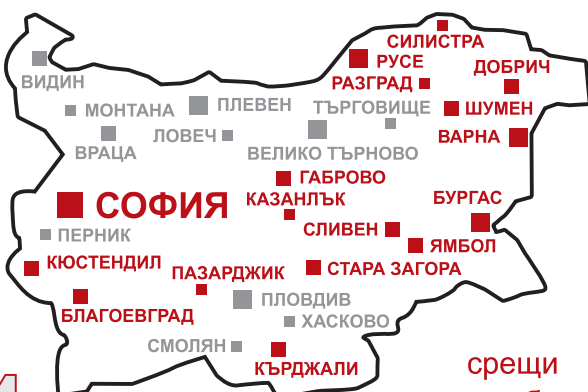 СИЛИСТРА
РУСЕ
ДОБРИЧ
ВИДИН
РАЗГРАД
МОНТАНА
ПЛЕВЕН
ТЪРГОВИЩЕ
ШУМЕН
ЛОВЕЧ
ВАРНА
ВРАЦА
ВЕЛИКО ТЪРНОВО
ГАБРОВО
КАЗАНЛЪК
БУРГАС
СОФИЯ
СЛИВЕН
ПЕРНИК
ЯМБОЛ
КЮСТЕНДИЛ
ПАЗАРДЖИК
СТАРА ЗАГОРА
ПЛОВДИВ
БЛАГОЕВГРАД
ХАСКОВО
СМОЛЯН
КЪРДЖАЛИ
срещи